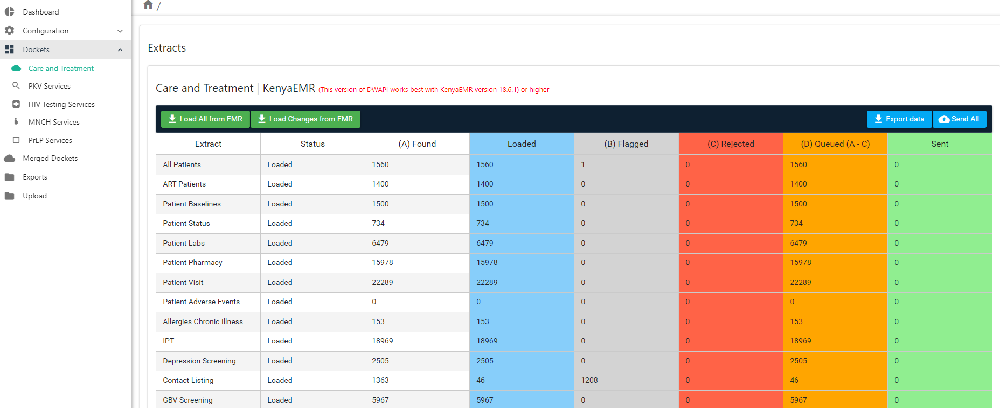 Dashboard
Configuration
Dockets
Care and Treatment
PKV Services
HIV Testing Services
MNCH Services
PrEP Services
Merged Dockets
Exports
Upload
/
Extracts
Care and Treatment | KenyaEMR (This version of DWAPI works best with KenyaEMR version 18.6.1) or higher
Load All from EMR Load Changes from EMR Export data Send All
Extract Status (A) Found Loaded (B) Flagged (C) Rejected (D) Queued (A - C) Sent
All Patients Loaded 1560 1560 1 0 1560 0
ART Patients Loaded 1400 1400 0 0 1400 0
Patient Baselines Loaded 1500 1500 0 0 1500 0
Patient Status Loaded 734 734 0 0 734 0
Patient Labs Loaded 6479 6479 0 0 6479 0
Patient Pharmacy Loaded 15978 15978 0 0 15978 0
Patient Visit Loaded 22289 22289 0 0 22289 0
Patient Adverse Events Loaded 0 0 0 0 0 0
Allergies Chronic Illness Loaded 153 153 0 0 153 0
IPT Loaded 18969 18969 0 0 18969 0
Depression Screening Loaded 2505 2505 0 0 2505 0
Contact Listing Loaded 1363 46 1208 0 46 0
GBV Screening Loaded 5967 5967 0 0 5967 0